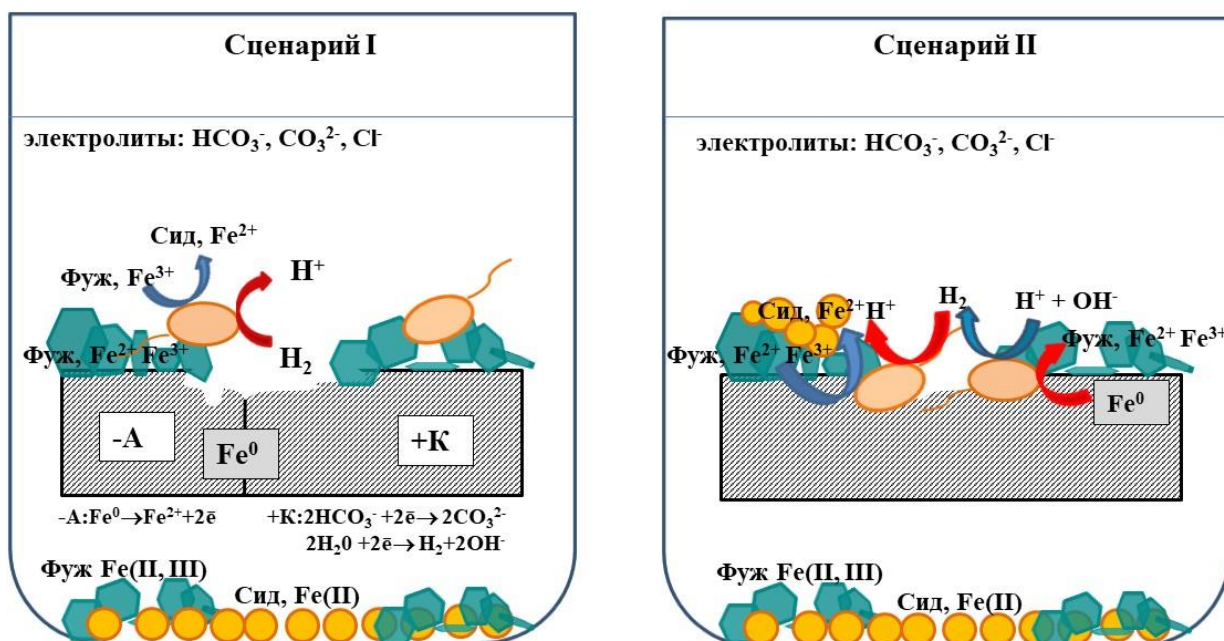 Сценарий I
электролиты: HCO₃⁻, CO₃²⁻, Cl⁻
Сид, Fe²⁺
Фуж, Fe³⁺
H⁺
H₂
Фуж, Fe²⁺ Fe³⁺
-А
Fe⁰
+К
-А:Fe⁰→Fe²⁺+2ē
+К:2HCO₃⁻ +2ē→ 2CO₃²⁻
2H₂0 +2ē→H₂+2OH⁻
Фуж Fe(II, III)
Сид, Fe(II)
Сценарий II
электролиты: HCO₃⁻, CO₃²⁻, Cl⁻
Сид, Fe²⁺
H⁺
H₂
H⁺ + OH⁻
Фуж, Fe²⁺ Fe³⁺
Фуж, Fe²⁺ Fe³⁺
Fe⁰
Фуж Fe(II, III)
Сид, Fe(II)